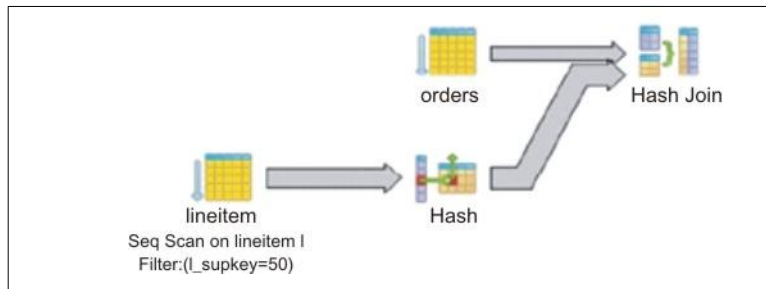 orders
Hash Join
lineitem
Hash
Seq Scan on lineitem l
Filter:(l_supkey=50)